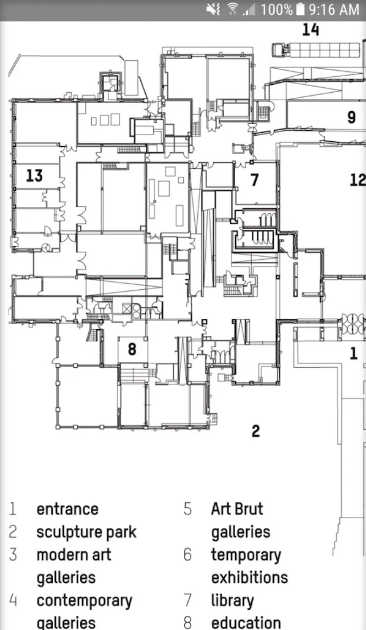 100% 9:16 AM
14
9
13
7
12
8
1
2
1 entrance
2 sculpture park
3 modern art
galleries
4 contemporary
galleries
5 Art Brut
galleries
6 temporary
exhibitions
7 library
8 education